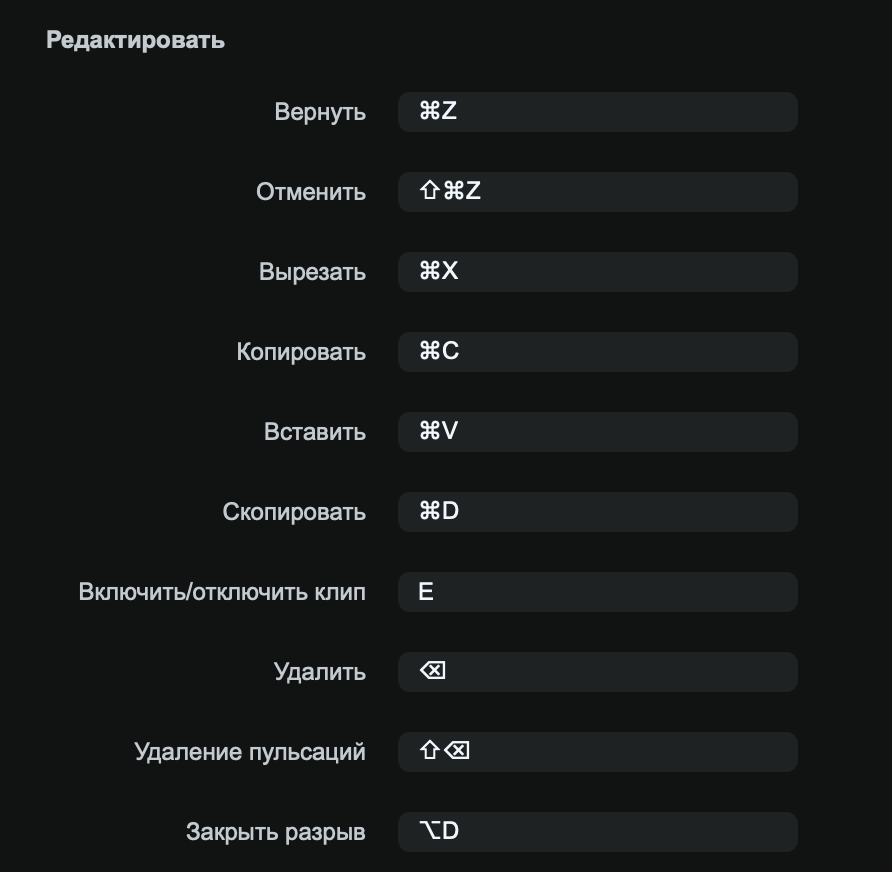 Редактировать
Вернуть ⌘Z
Отменить ⇧⌘Z
Вырезать ⌘X
Копировать ⌘C
Вставить ⌘V
Скопировать ⌘D
Включить/отключить клип E
Удалить ⌫
Удаление пульсаций ⇧⌫
Закрыть разрыв ⌥D